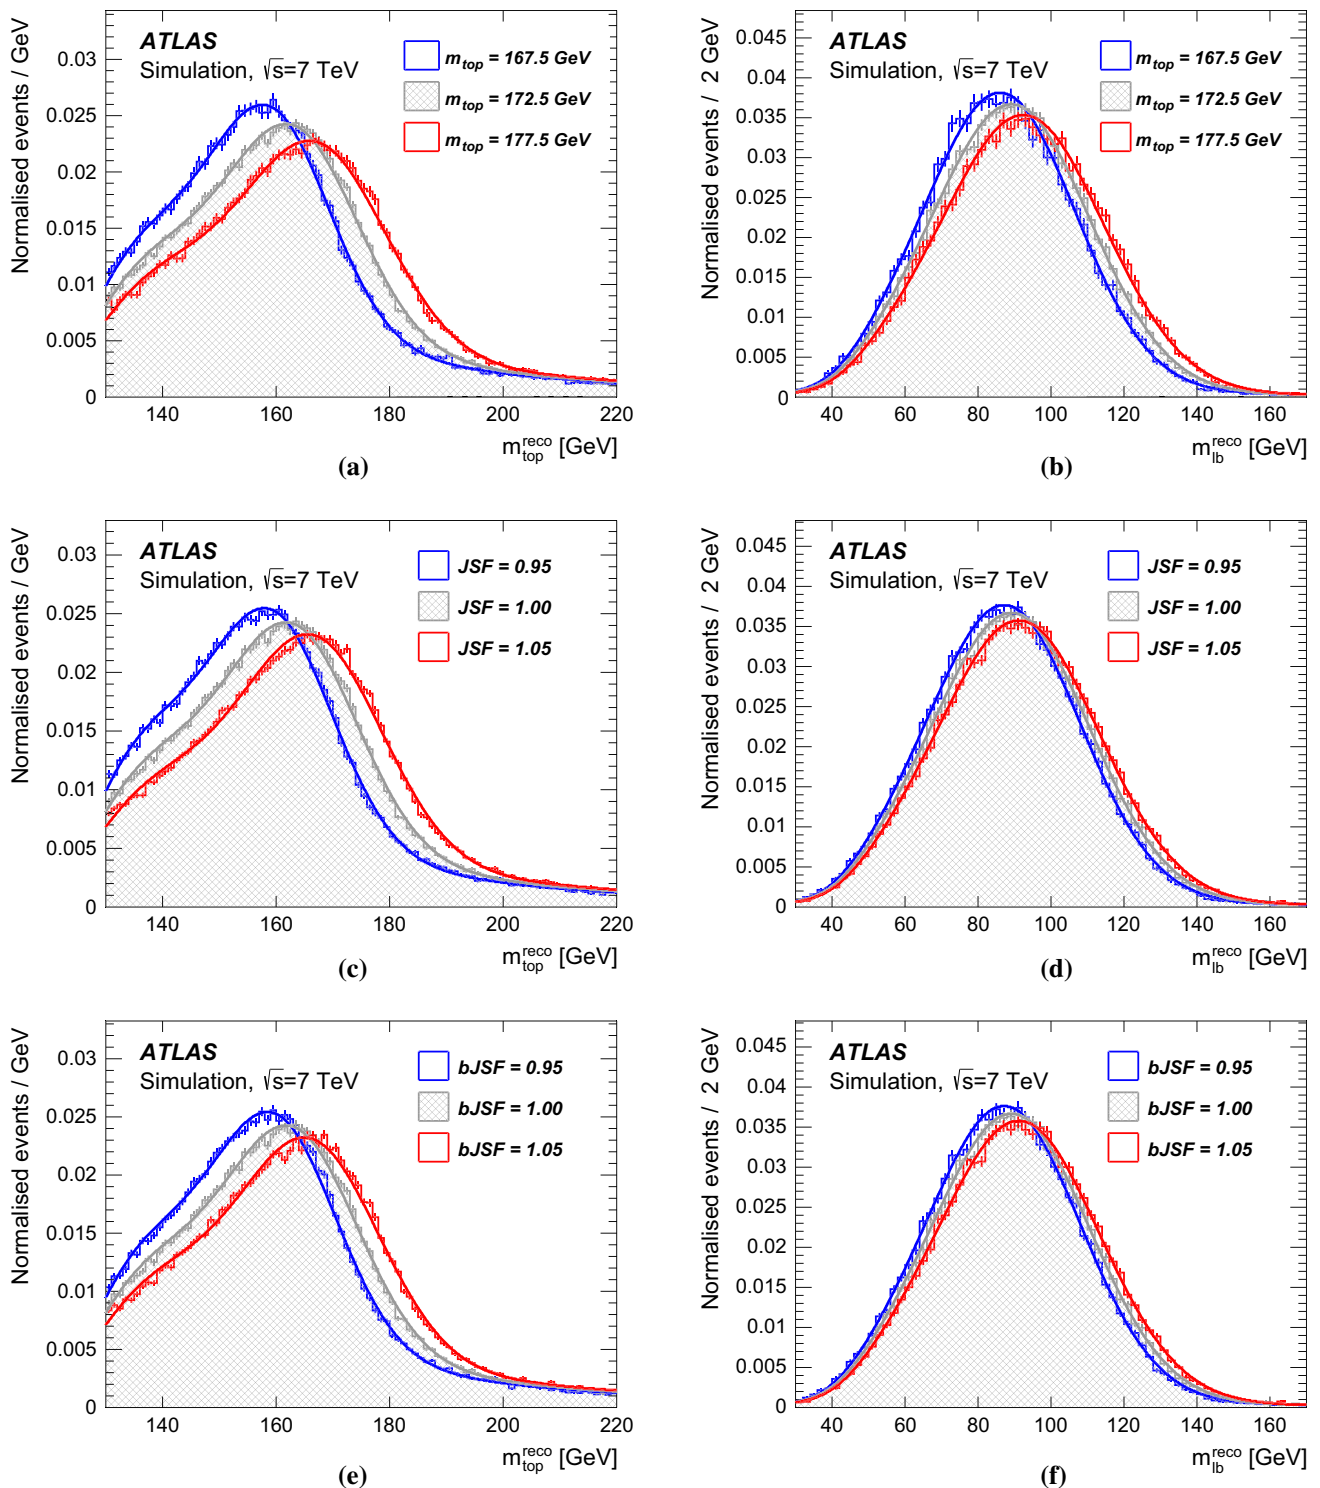 ATLAS
Simulation, √s=7 TeV
m_top = 167.5 GeV
m_top = 172.5 GeV
m_top = 177.5 GeV
Normalised events / GeV
0.03
0.025
0.02
0.015
0.01
0.005
0
140 160 180 200 220
m_top^reco [GeV]
(a)
ATLAS
Simulation, √s=7 TeV
m_top = 167.5 GeV
m_top = 172.5 GeV
m_top = 177.5 GeV
Normalised events / 2 GeV
0.045
0.04
0.035
0.03
0.025
0.02
0.015
0.01
0.005
0
40 60 80 100 120 140 160
m_lb^reco [GeV]
(b)
ATLAS
Simulation, √s=7 TeV
JSF = 0.95
JSF = 1.00
JSF = 1.05
Normalised events / GeV
0.03
0.025
0.02
0.015
0.01
0.005
0
140 160 180 200 220
m_top^reco [GeV]
(c)
ATLAS
Simulation, √s=7 TeV
JSF = 0.95
JSF = 1.00
JSF = 1.05
Normalised events / 2 GeV
0.045
0.04
0.035
0.03
0.025
0.02
0.015
0.01
0.005
0
40 60 80 100 120 140 160
m_lb^reco [GeV]
(d)
ATLAS
Simulation, √s=7 TeV
bJSF = 0.95
bJSF = 1.00
bJSF = 1.05
Normalised events / GeV
0.03
0.025
0.02
0.015
0.01
0.005
0
140 160 180 200 220
m_top^reco [GeV]
(e)
ATLAS
Simulation, √s=7 TeV
bJSF = 0.95
bJSF = 1.00
bJSF = 1.05
Normalised events / 2 GeV
0.045
0.04
0.035
0.03
0.025
0.02
0.015
0.01
0.005
0
40 60 80 100 120 140 160
m_lb^reco [GeV]
(f)